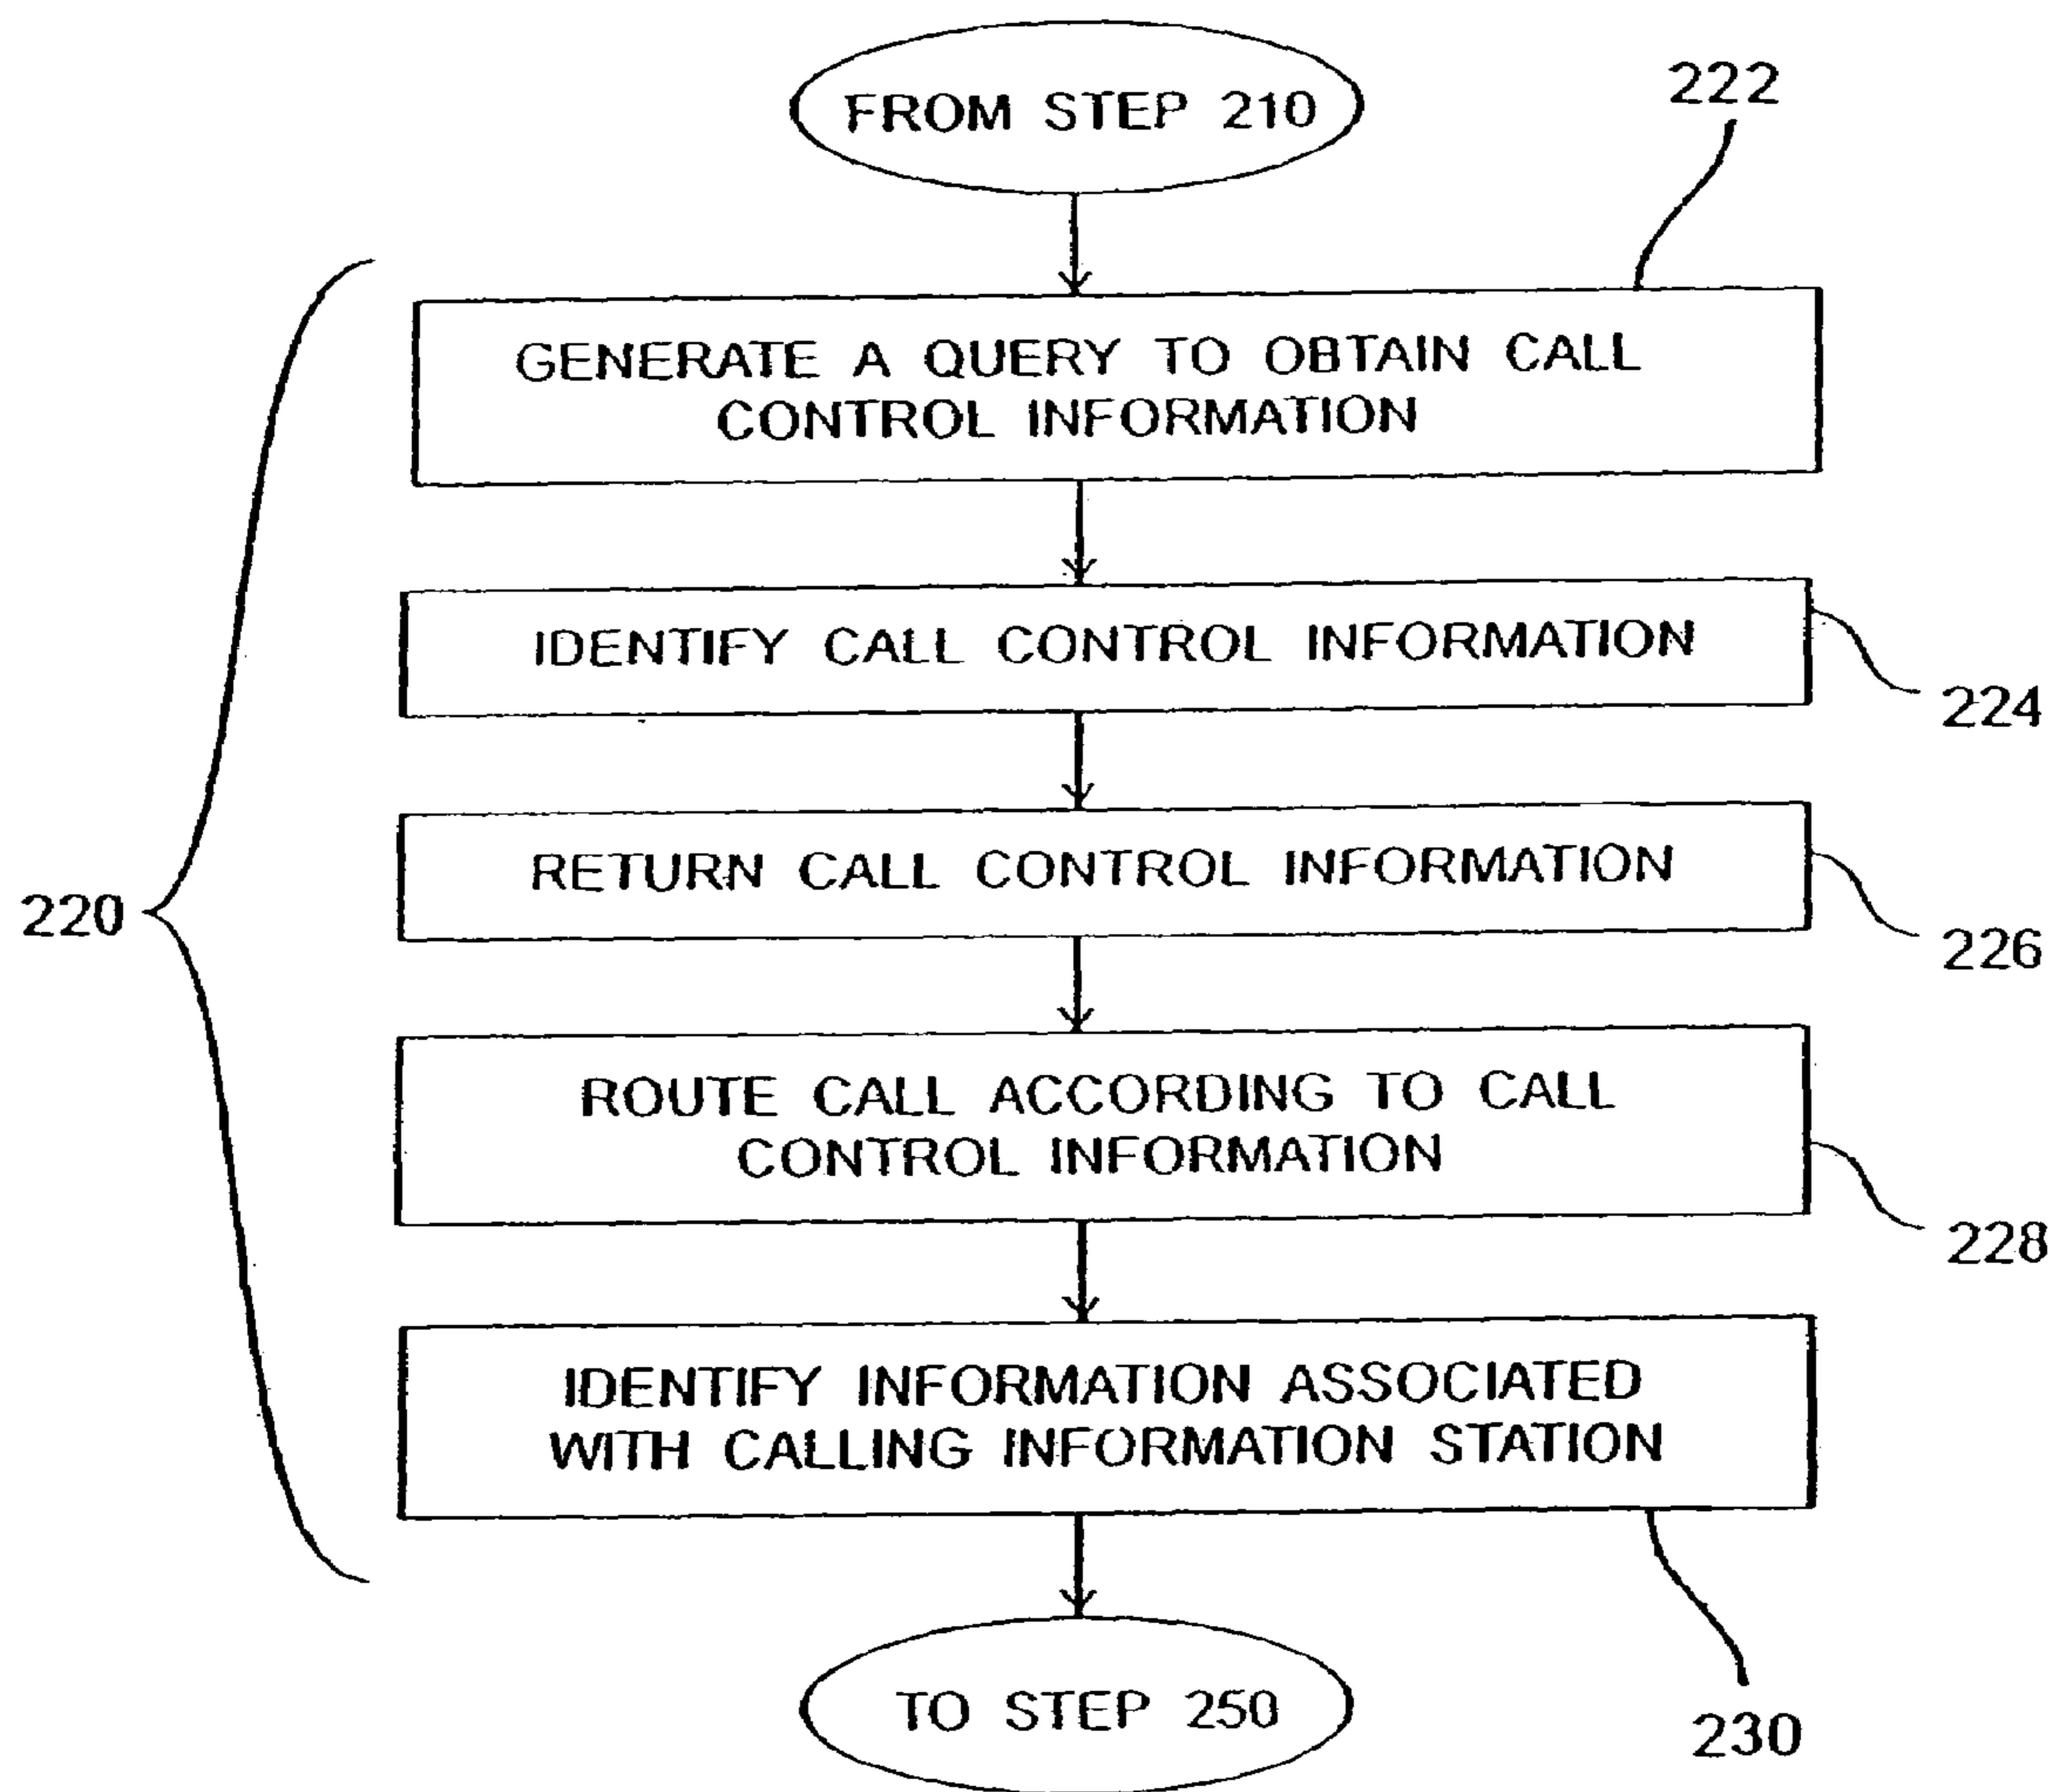 FROM STEP 210
222
GENERATE A QUERY TO OBTAIN CALL
CONTROL INFORMATION
IDENTIFY CALL CONTROL INFORMATION
224
RETURN CALL CONTROL INFORMATION
220
226
ROUTE CALL ACCORDING TO CALL
CONTROL INFORMATION
228
IDENTIFY INFORMATION ASSOCIATED
WITH CALLING INFORMATION STATION
TO STEP 250
230